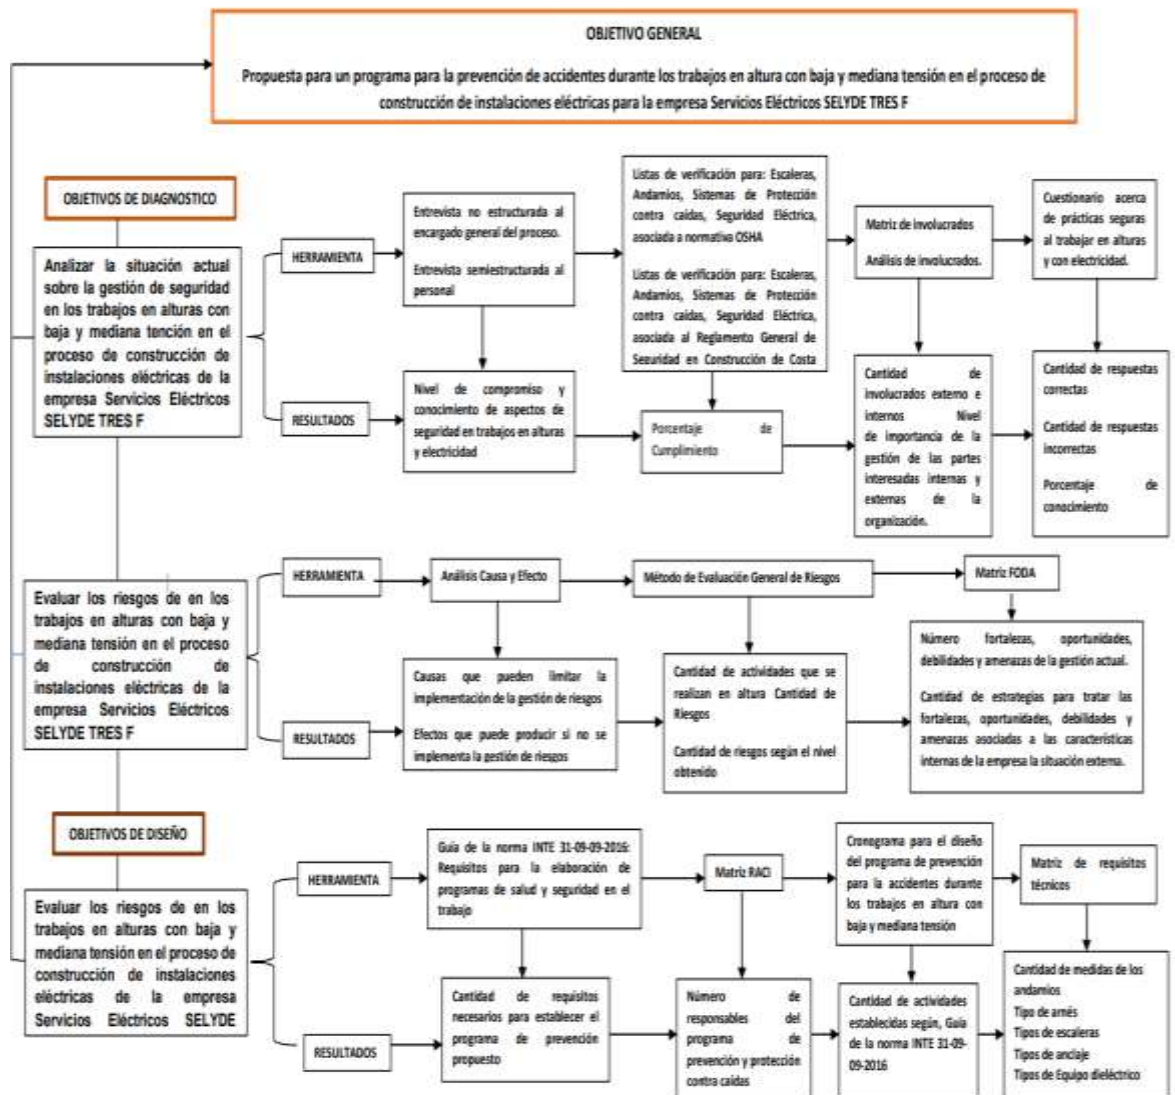 OBJETIVO GENERAL
Propuesta para un programa para la prevención de accidentes durante los trabajos en altura con baja y mediana tensión en el proceso de
construcción de instalaciones eléctricas para la empresa Servicios Eléctricos SELYDE TRES F
OBJETIVOS DE DIAGNOSTICO
Analizar la situación actual
sobre la gestión de seguridad
en los trabajos en alturas con
baja y mediana tención en el
proceso de construcción de
instalaciones eléctricas de la
empresa Servicios Eléctricos
SELYDE TRES F
HERRAMIENTA
Entrevista no estructurada al
encargado general del proceso.
Entrevista semiestructurada al
personal
Listas de verificación para: Escaleras,
Andamios, Sistemas de Protección
contra caídas, Seguridad Eléctrica,
asociada a normativa OSHA
Listas de verificación para: Escaleras,
Andamios, Sistemas de Protección
contra caídas, Seguridad Eléctrica,
asociada al Reglamento General de
Seguridad en Construcción de Costa
Matriz de involucrados
Análisis de involucrados.
Cuestionario acerca
de prácticas seguras
al trabajar en alturas
y con electricidad.
RESULTADOS
Nivel de compromiso y
conocimiento de aspectos de
seguridad en trabajos en alturas
y electricidad
Porcentaje de
Cumplimiento
Cantidad de
involucrados externo e
internos Nivel
de importancia de la
gestión de las partes
interesadas internas y
externas de la
organización.
Cantidad de respuestas
correctas
Cantidad de respuestas
incorrectas
Porcentaje de
conocimiento
Evaluar los riesgos de en los
trabajos en alturas con baja y
mediana tensión en el proceso
de construcción de
instalaciones eléctricas de la
empresa Servicios Eléctricos
SELYDE TRES F
HERRAMIENTA
Análisis Causa y Efecto
Método de Evaluación General de Riesgos
Matriz FODA
RESULTADOS
Causas que pueden limitar la
implementación de la gestión de riesgos
Efectos que puede producir si no se
implementa la gestión de riesgos
Cantidad de actividades que se
realizan en altura Cantidad de
Riesgos
Cantidad de riesgos según el nivel
obtenido
Número fortalezas, oportunidades,
debilidades y amenazas de la gestión actual.
Cantidad de estrategias para tratar las
fortalezas, oportunidades, debilidades y
amenazas asociadas a las características
internas de la empresa la situación externa.
OBJETIVOS DE DISEÑO
Evaluar los riesgos de en los
trabajos en alturas con baja y
mediana tensión en el proceso de
construcción de instalaciones
eléctricas de la empresa
Servicios Eléctricos SELYDE
HERRAMIENTA
Guía de la norma INTE 31-09-09-2016:
Requisitos para la elaboración de
programas de salud y seguridad en el
trabajo
Matriz RACI
Cronograma para el diseño
del programa de prevención
para la accidentes durante
los trabajos en altura con
baja y mediana tensión
Matriz de requisitos
técnicos
RESULTADOS
Cantidad de requisitos
necesarios para establecer el
programa de prevención
propuesto
Número de
responsables del
programa de
prevención y protección
contra caídas
Cantidad de actividades
establecidas según, Guía
de la norma INTE 31-09-
09-2016
Cantidad de medidas de los
andamios
Tipo de arnés
Tipos de escaleras
Tipos de anclaje
Tipos de Equipo dieléctrico